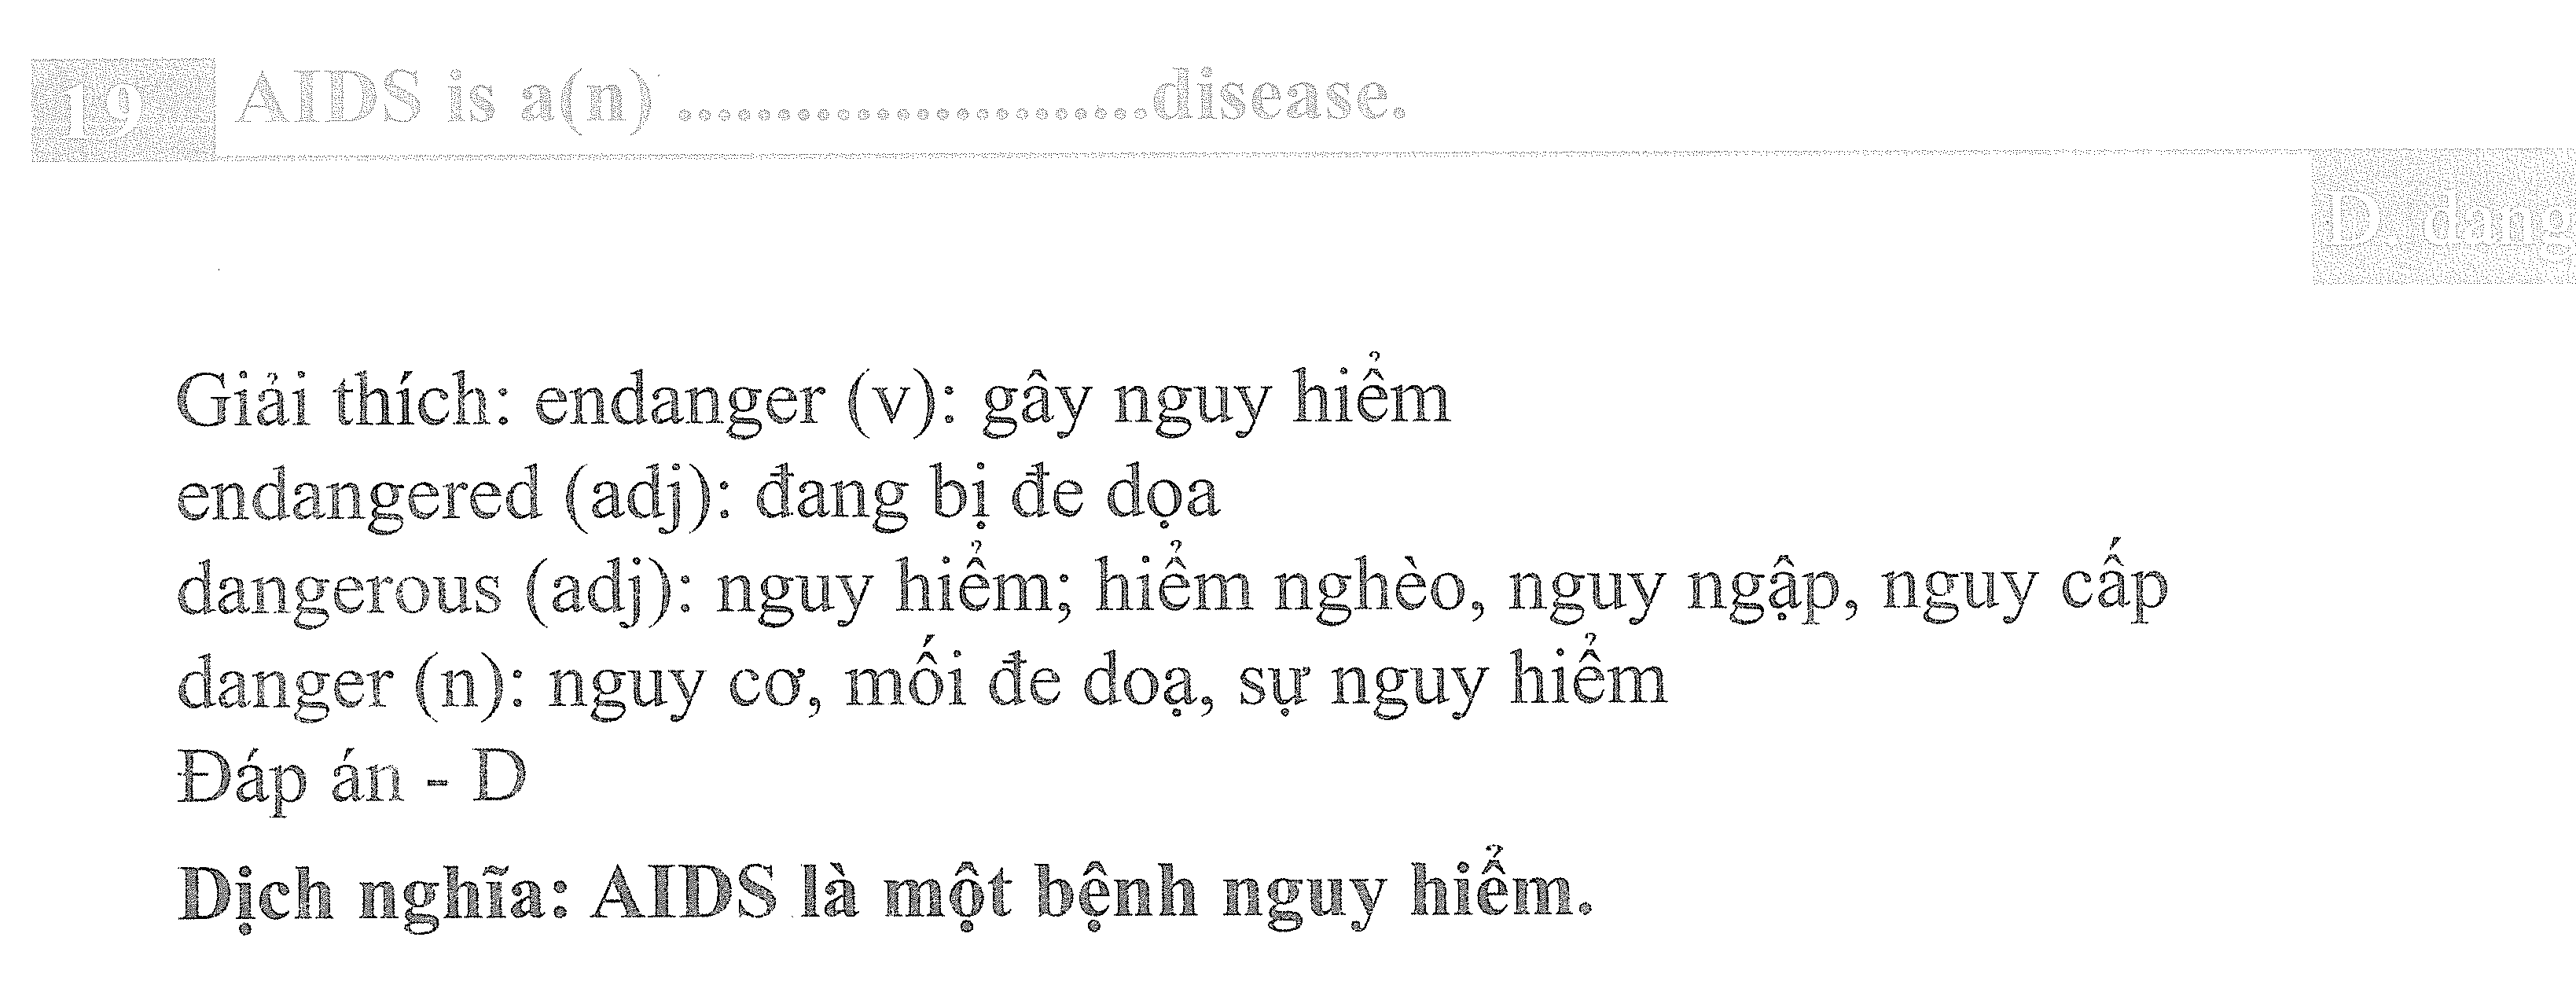 19 AIDS is a(n) ........................disease.
D. dang
Giải thích: endanger (v): gây nguy hiểm
endangered (adj): đang bị đe dọa
dangerous (adj): nguy hiểm; hiểm nghèo, nguy ngập, nguy cấp
danger (n): nguy cơ, mối đe doạ, sự nguy hiểm
Đáp án - D
Dịch nghĩa: AIDS là một bệnh nguy hiểm.